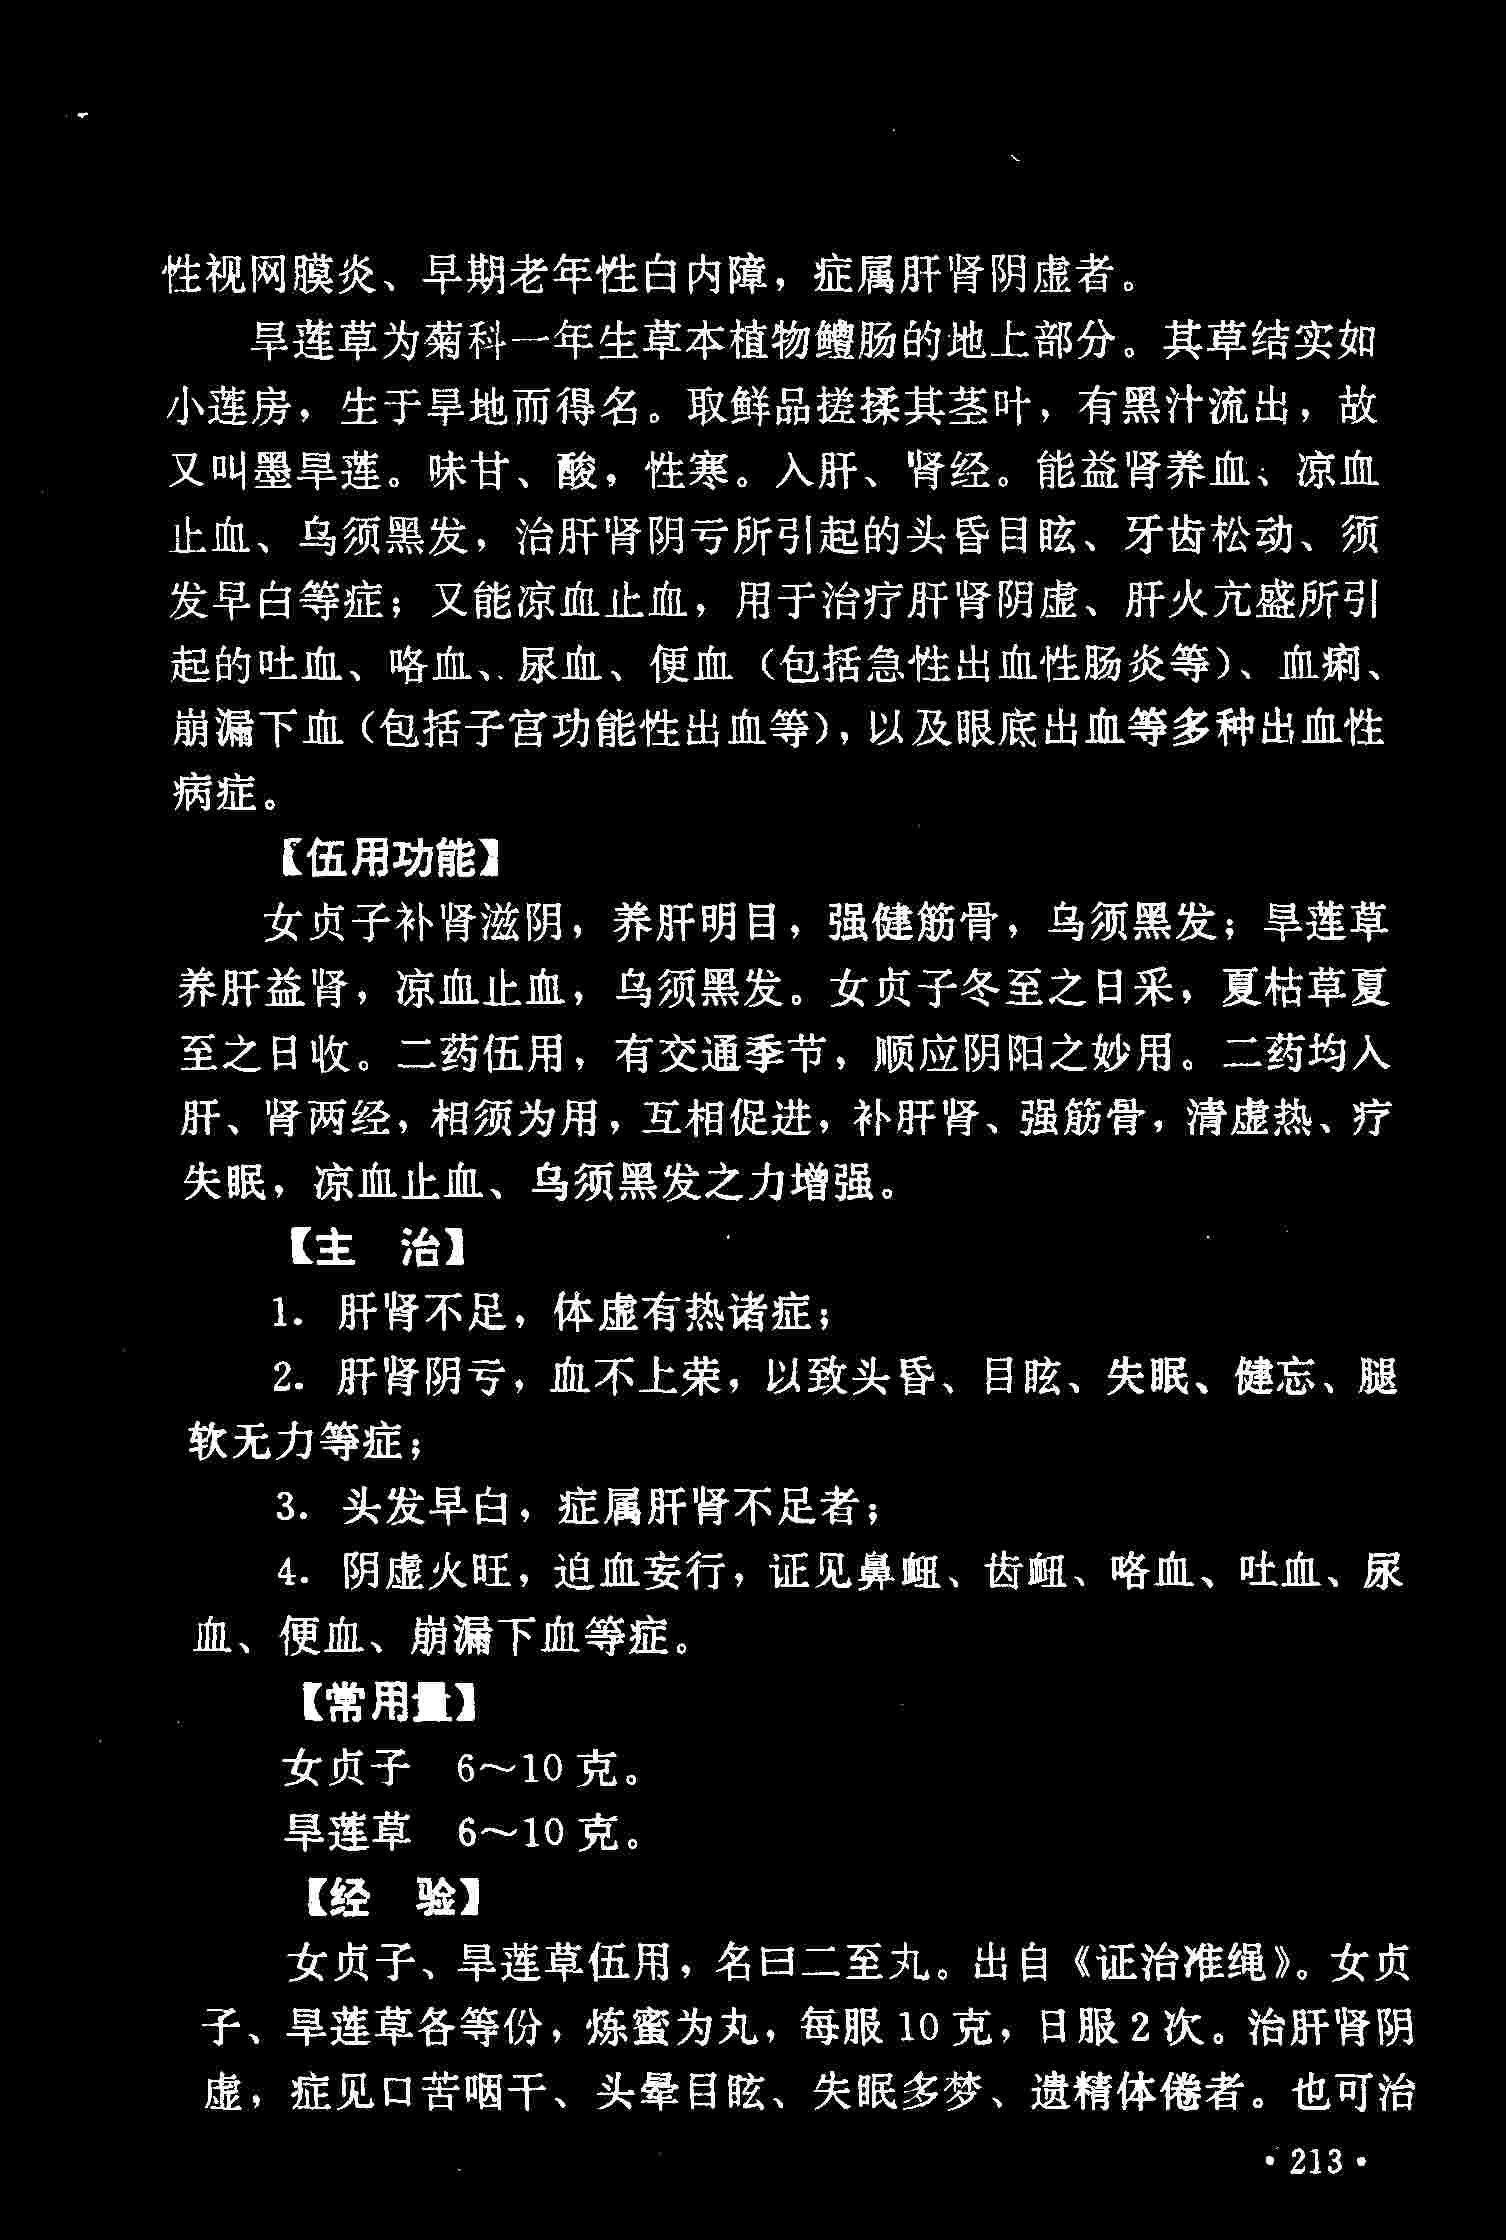 性视网膜炎、早期老年性白内障，症属肝肾阴虚者。
旱莲草为菊科一年生草本植物鳢肠的地上部分。其草结实如
小莲房，生于旱地而得名。取鲜品搓揉其茎叶，有黑汁流出，故
又叫墨旱莲。味甘、酸，性寒。入肝、肾经。能益肾养血、凉血
止血、乌须黑发，治肝肾阴亏所引起的头昏目眩、牙齿松动、须
发早白等症；又能凉血止血，用于治疗肝肾阴虚、肝火亢盛所引
起的吐血、咯血、尿血、便血（包括急性出血性肠炎等）、血痢、
崩漏下血（包括子宫功能性出血等），以及眼底出血等多种出血性
病症。
【伍用功能】
女贞子补肾滋阴，养肝明目，强健筋骨，乌须黑发；旱莲草
养肝益肾，凉血止血，乌须黑发。女贞子冬至之日采，夏枯草夏
至之日收。二药伍用，有交通季节，顺应阴阳之妙用。二药均入
肝、肾两经，相须为用，互相促进，补肝肾、强筋骨，清虚热、疗
失眠，凉血止血、乌须黑发之力增强。
【主　治】
1. 肝肾不足，体虚有热诸症；
2. 肝肾阴亏，血不上荣，以致头昏、目眩、失眠、健忘、腿
软无力等症；
3. 头发早白，症属肝肾不足者；
4. 阴虚火旺，迫血妄行，证见鼻衄、齿衄、咯血、吐血、尿
血、便血、崩漏下血等症。
【常用量】
女贞子　6～10 克。
旱莲草　6～10 克。
【经　验】
女贞子、旱莲草伍用，名曰二至丸。出自《证治准绳》。女贞
子、旱莲草各等份，炼蜜为丸，每服 10 克，日服 2 次。治肝肾阴
虚，症见口苦咽干、头晕目眩、失眠多梦、遗精体倦者。也可治
· 213 ·